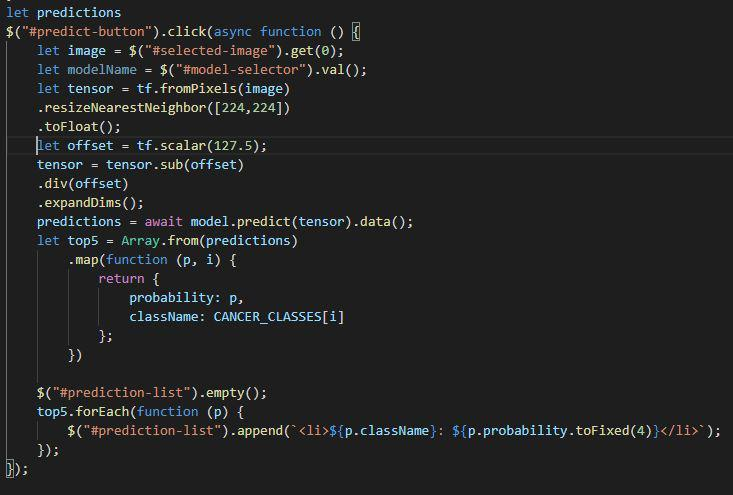 let predictions
$("#predict-button").click(async function () {
    let image = $("#selected-image").get(0);
    let modelName = $("#model-selector").val();
    let tensor = tf.fromPixels(image)
    .resizeNearestNeighbor([224,224])
    .toFloat();
    let offset = tf.scalar(127.5);
    tensor = tensor.sub(offset)
    .div(offset)
    .expandDims();
    predictions = await model.predict(tensor).data();
    let top5 = Array.from(predictions)
        .map(function (p, i) {
            return {
                probability: p,
                className: CANCER_CLASSES[i]
            };
        })
    $("#prediction-list").empty();
    top5.forEach(function (p) {
        $("#prediction-list").append(`<li>${p.className}: ${p.probability.toFixed(4)}</li>`);
    });
});